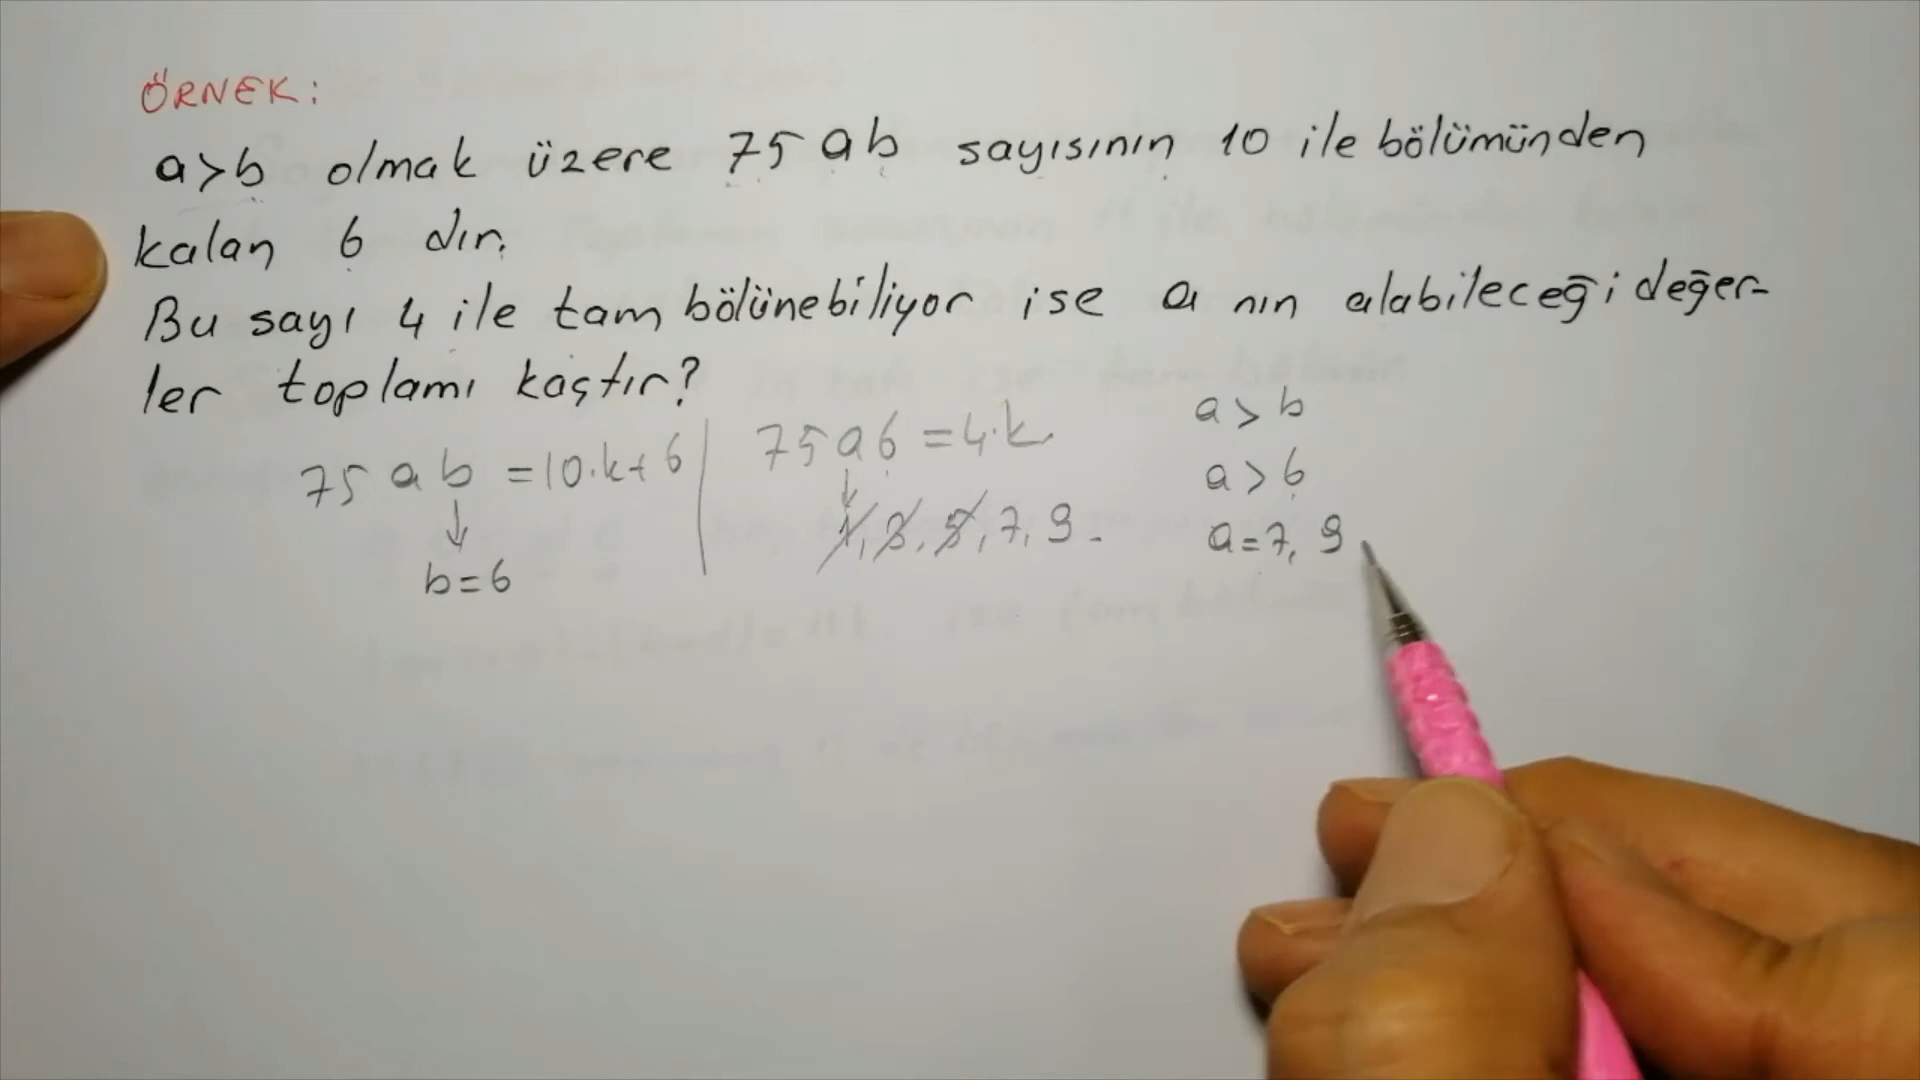 ÖRNEK:
a>b olmak üzere 75ab sayısının 10 ile bölümünden
kalan 6 dır.
Bu sayı 4 ile tam bölünebiliyor ise a nın alabileceği değer-
ler toplamı kaçtır?
75ab = 10.k+6
b=6
75a6 = 4.k
1, 3, 5, 7, 9.
a>b
a>6
a=7, 9